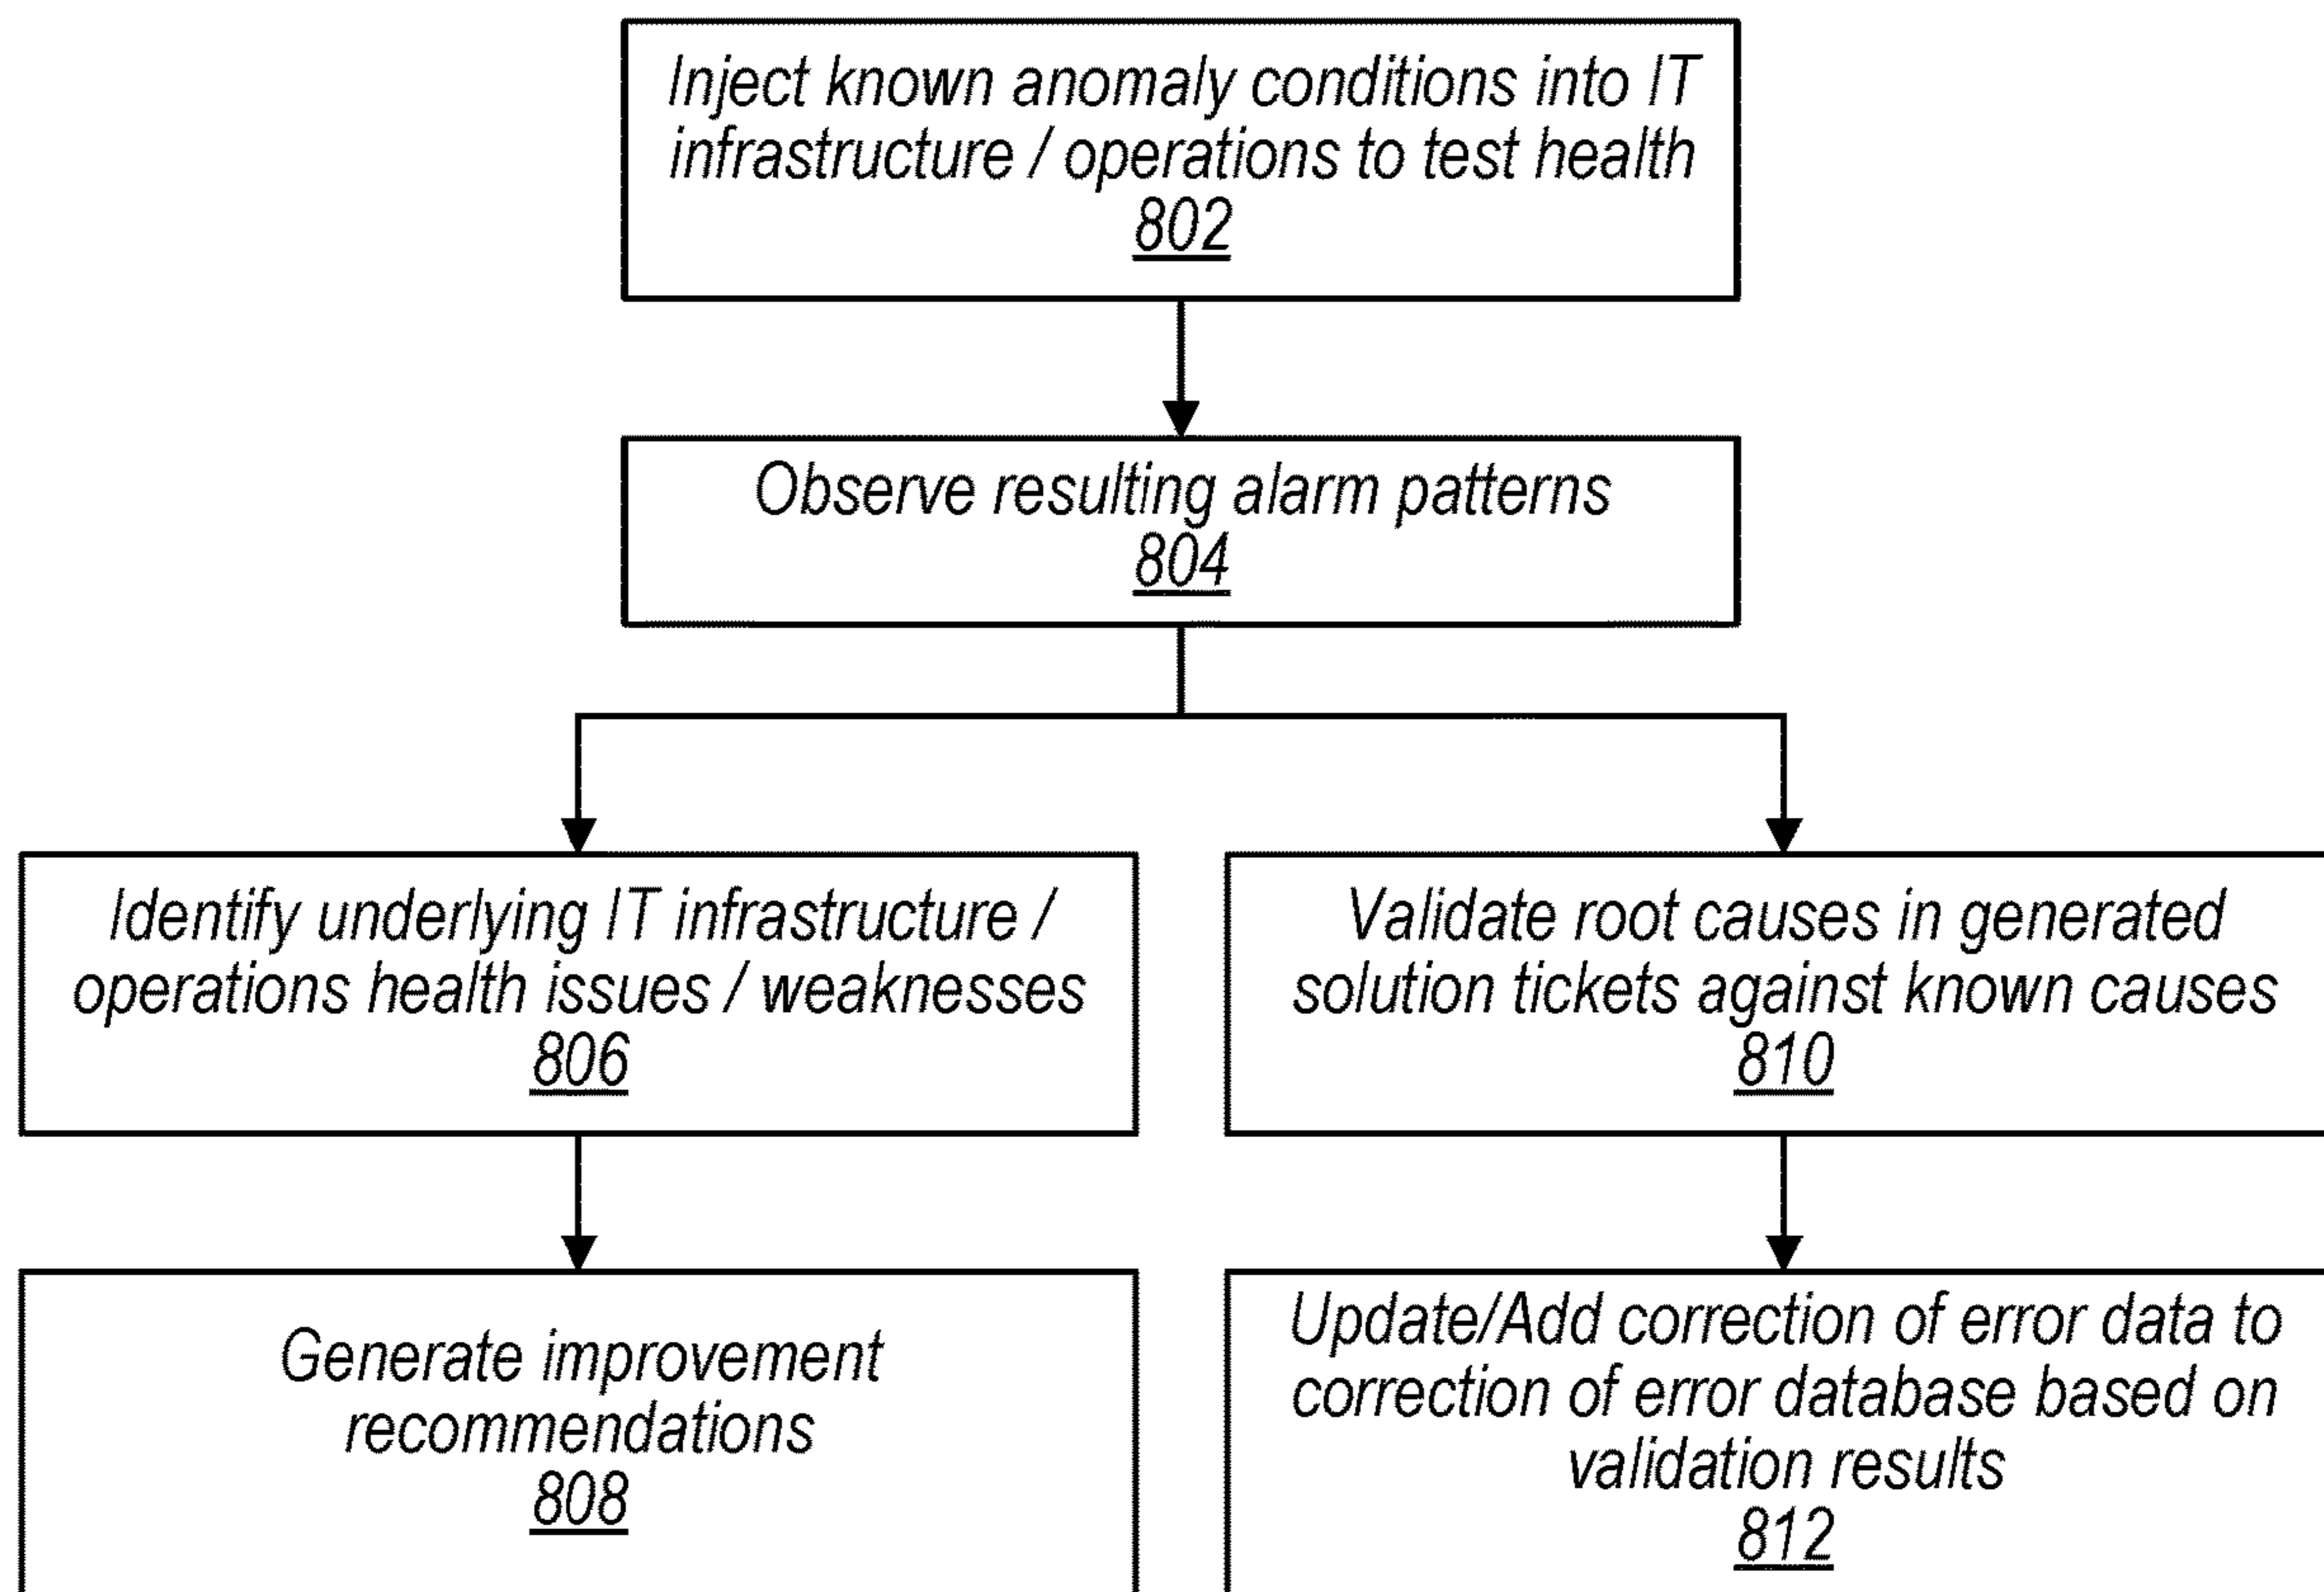 Inject known anomaly conditions into IT
infrastructure / operations to test health
802
Observe resulting alarm patterns
804
Identify underlying IT infrastructure /
operations health issues / weaknesses
806
Validate root causes in generated
solution tickets against known causes
810
Generate improvement
recommendations
808
Update/Add correction of error data to
correction of error database based on
validation results
812